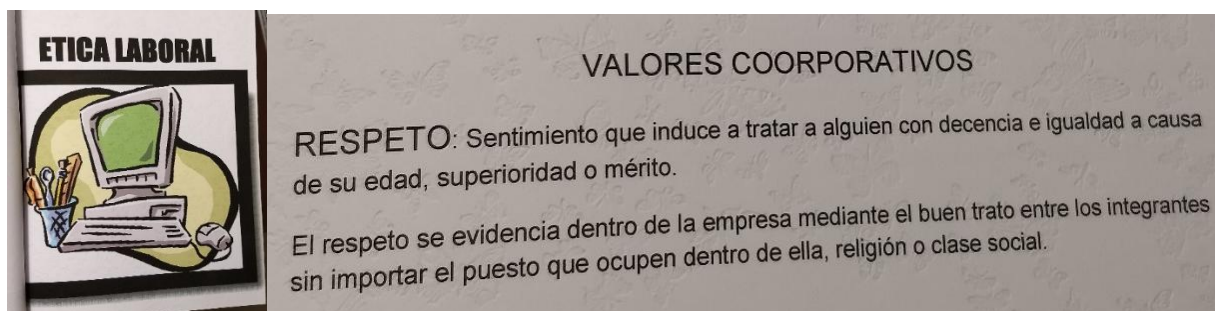 ETICA LABORAL
VALORES COORPORATIVOS
RESPETO: Sentimiento que induce a tratar a alguien con decencia e igualdad a causa
de su edad, superioridad o mérito.
El respeto se evidencia dentro de la empresa mediante el buen trato entre los integrantes
sin importar el puesto que ocupen dentro de ella, religión o clase social.